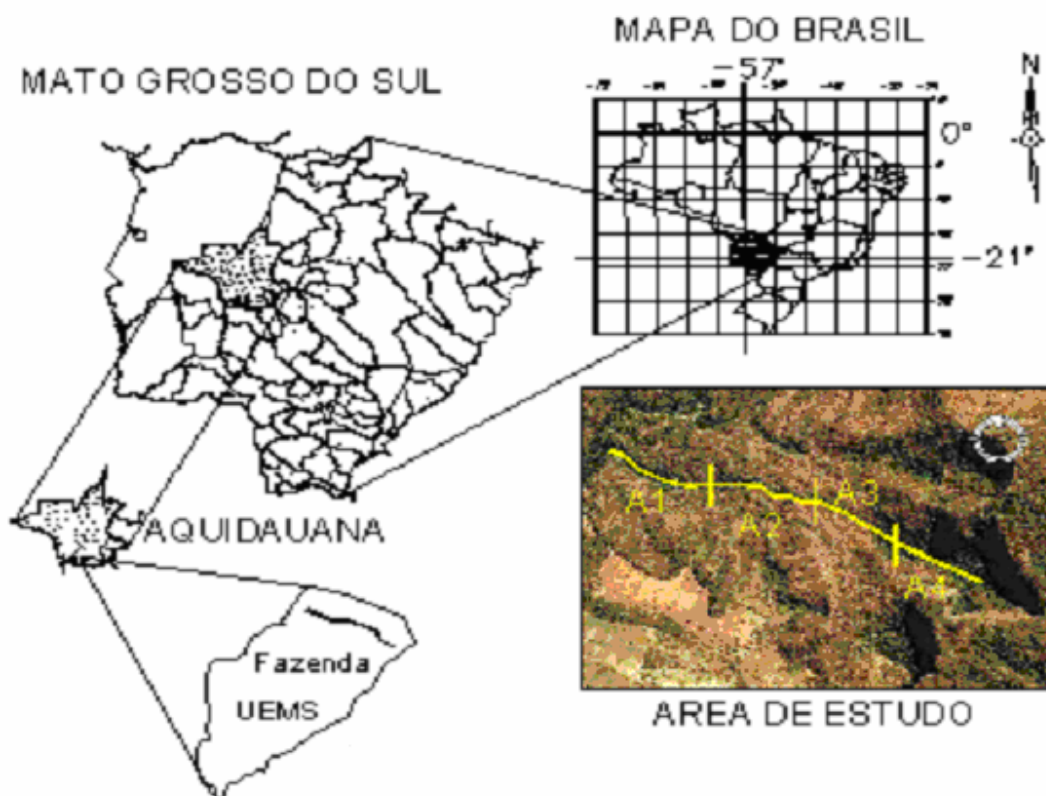 MAPA DO BRASIL
MATO GROSSO DO SUL
-57°
N
0°
-21°
A1
A2
A3
A4
AQUIDAUANA
Fazenda
UEMS
AREA DE ESTUDO